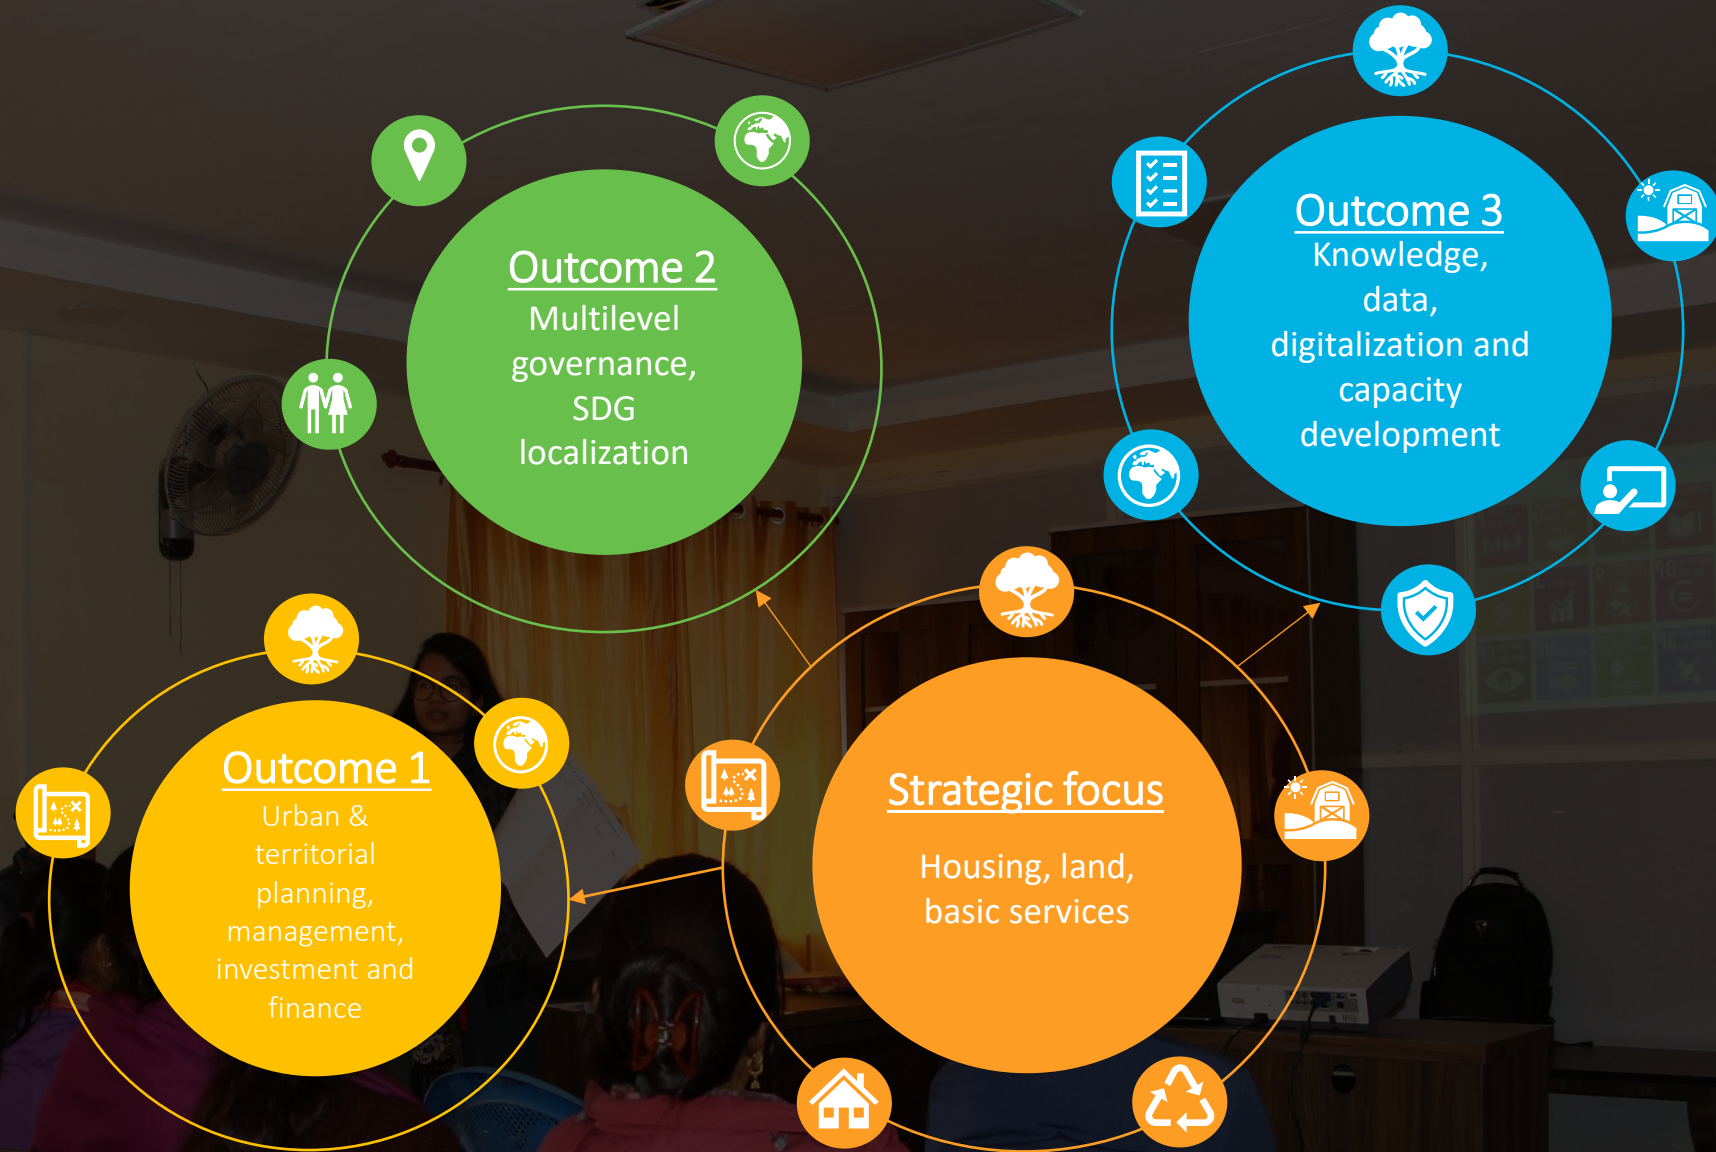 Outcome 2
Multilevel
governance,
SDG
localization
Outcome 3
Knowledge,
data,
digitalization and
capacity
development
Outcome 1
Urban &
territorial
planning,
management,
investment and
finance
Strategic focus
Housing, land,
basic services